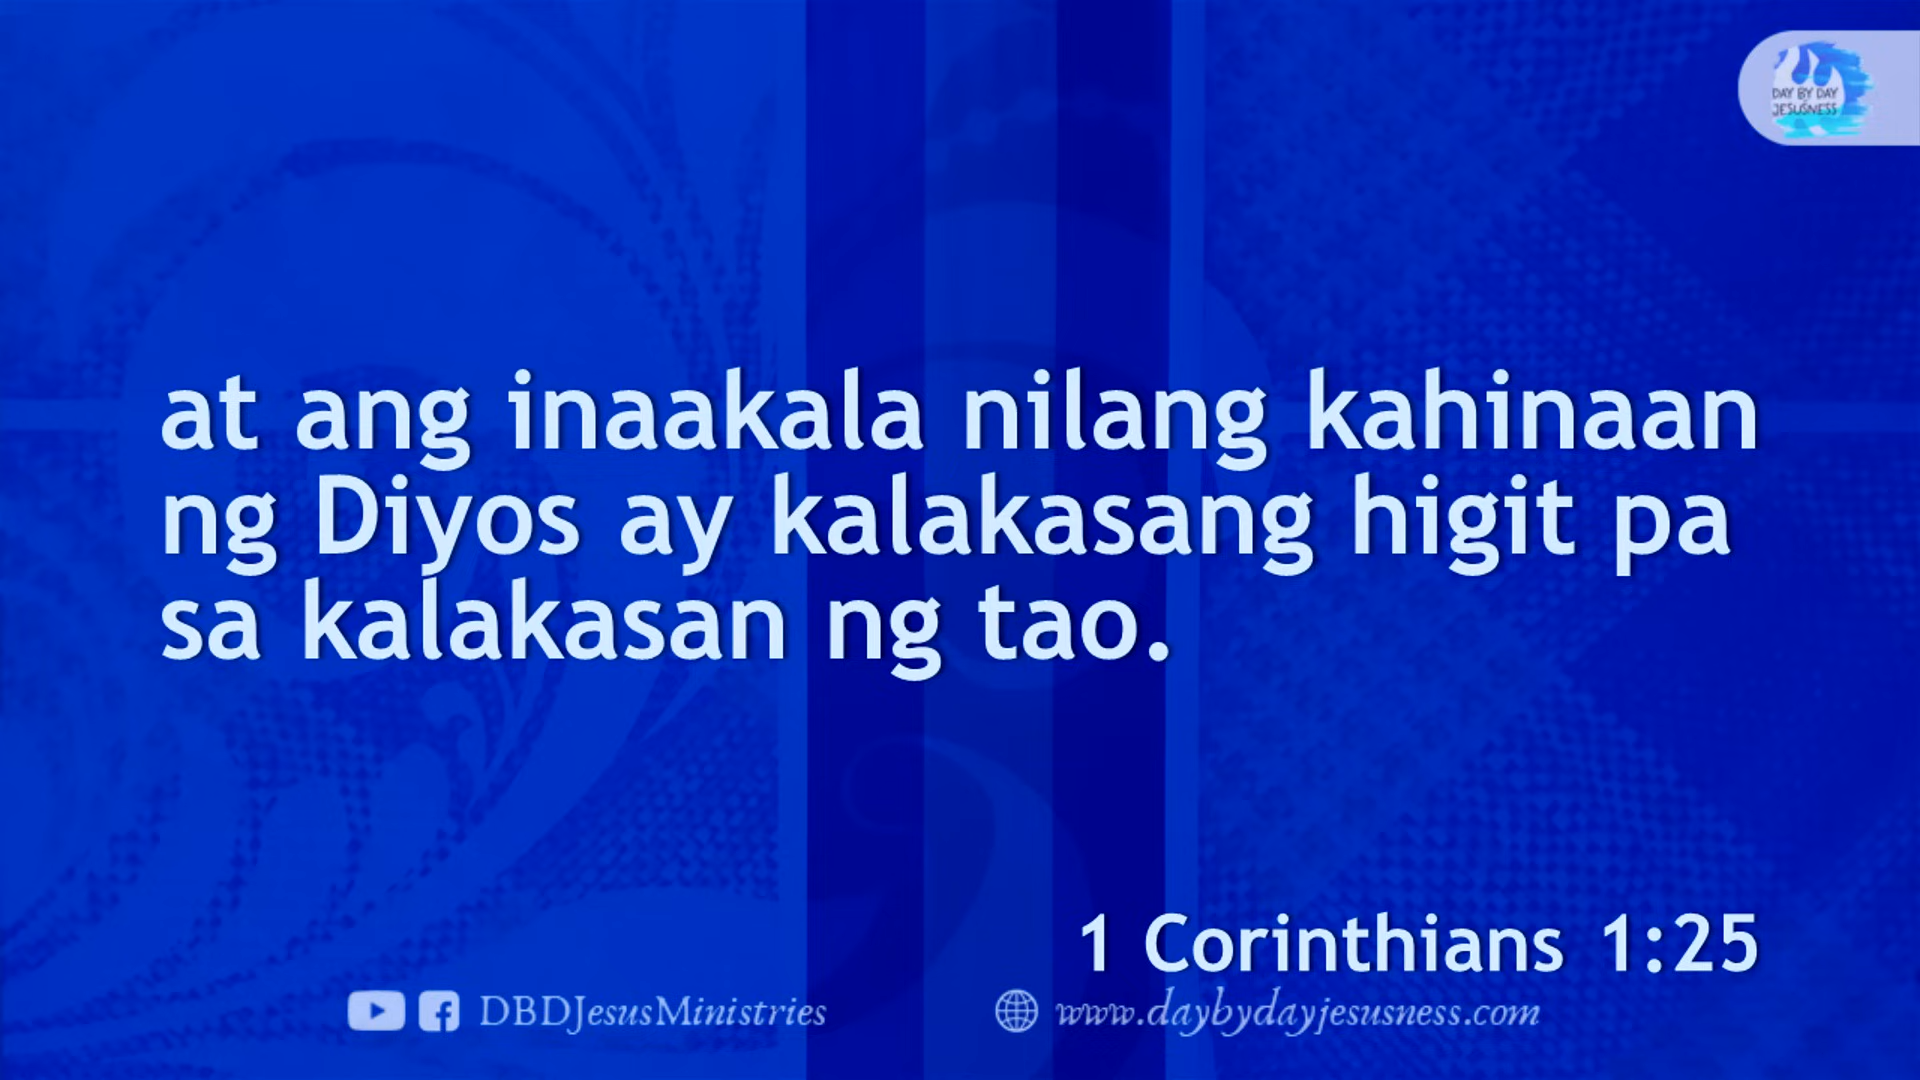 DAY BY DAY
JESUSNESS
at ang inaakala nilang kahinaan
ng Diyos ay kalakasang higit pa
sa kalakasan ng tao.
1 Corinthians 1:25
DBDJesusMinistries
www.daybydayjesusness.com